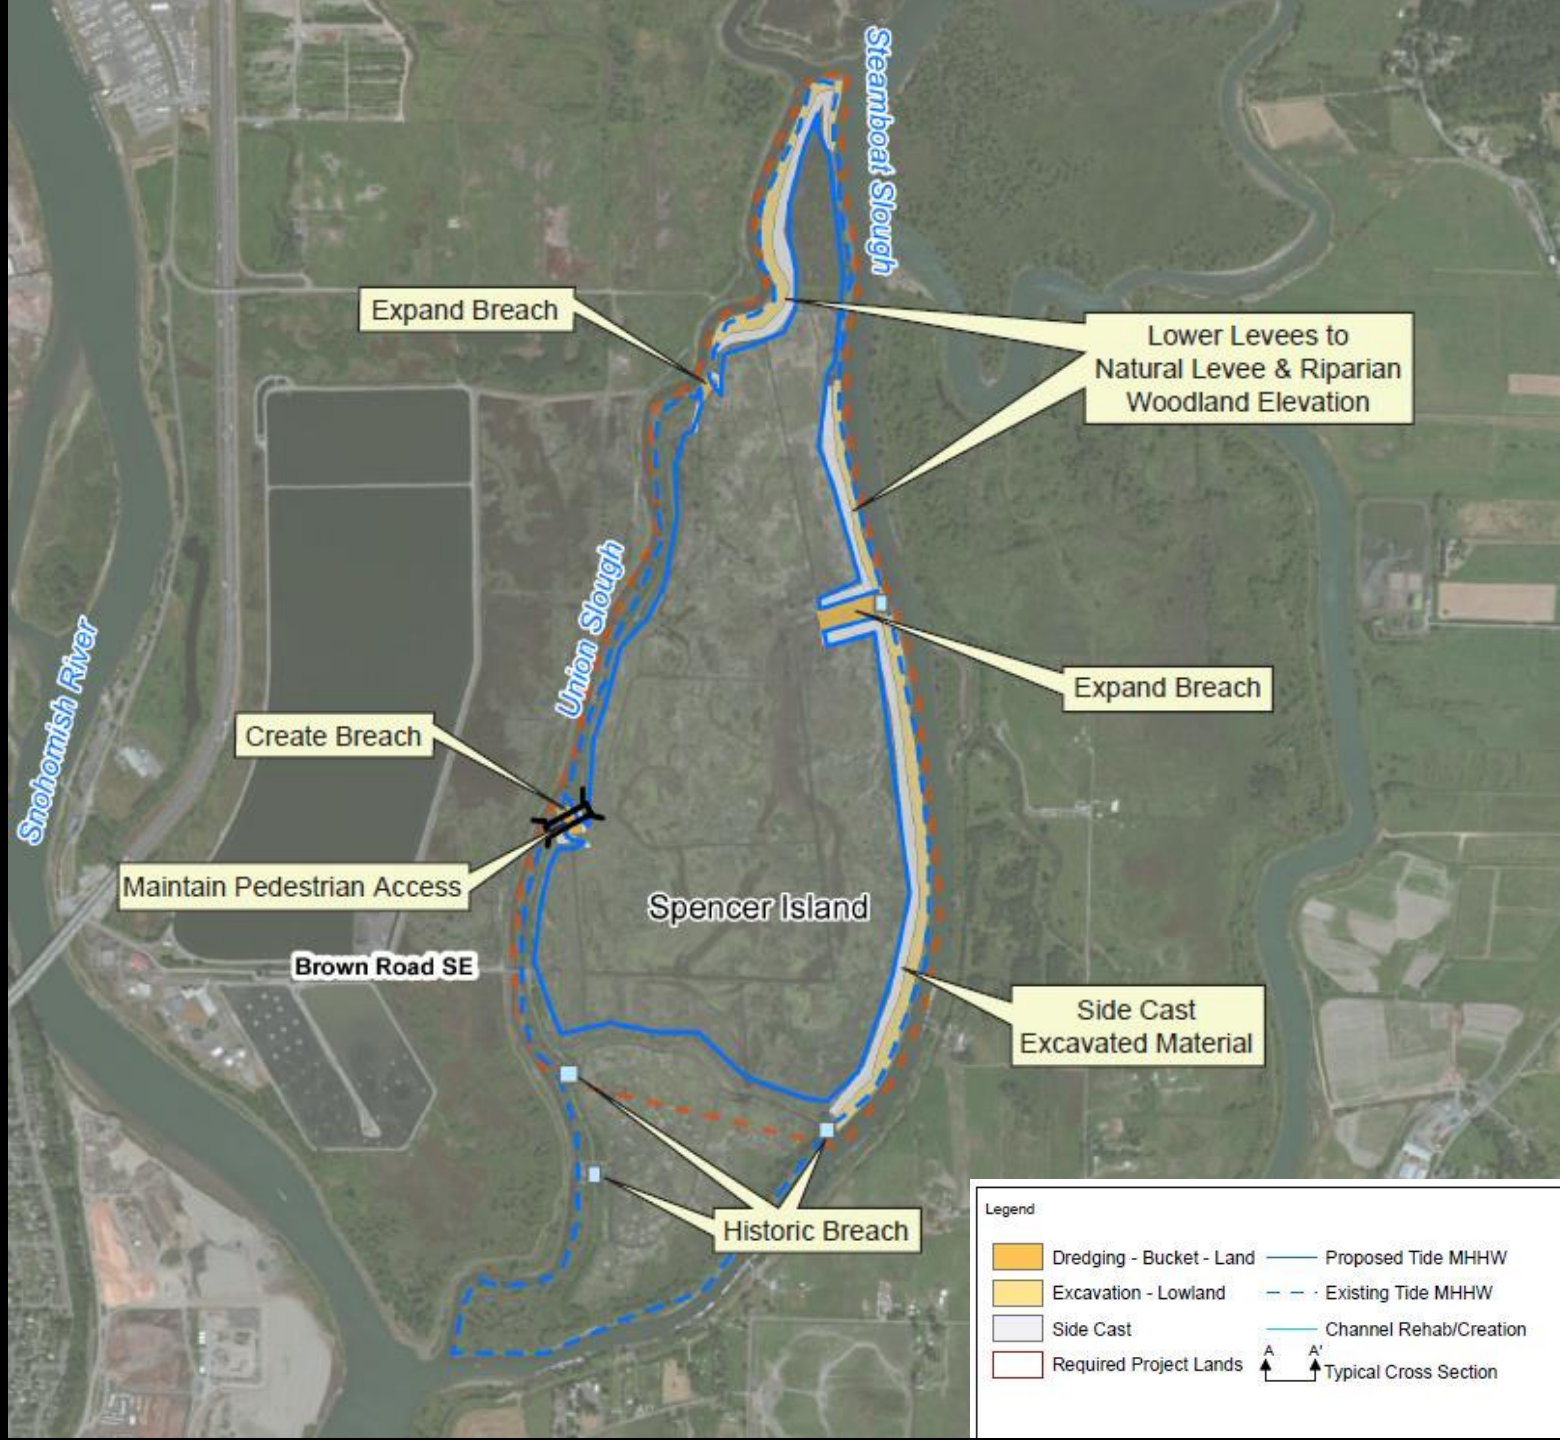 Steamboat Slough
Expand Breach
Lower Levees to
Natural Levee & Riparian
Woodland Elevation
Union Slough
Snohomish River
Expand Breach
Create Breach
Maintain Pedestrian Access
Spencer Island
Brown Road SE
Side Cast
Excavated Material
Historic Breach
Legend
Dredging - Bucket - Land
Excavation - Lowland
Side Cast
Required Project Lands
Proposed Tide MHHW
Existing Tide MHHW
Channel Rehab/Creation
A A'
Typical Cross Section